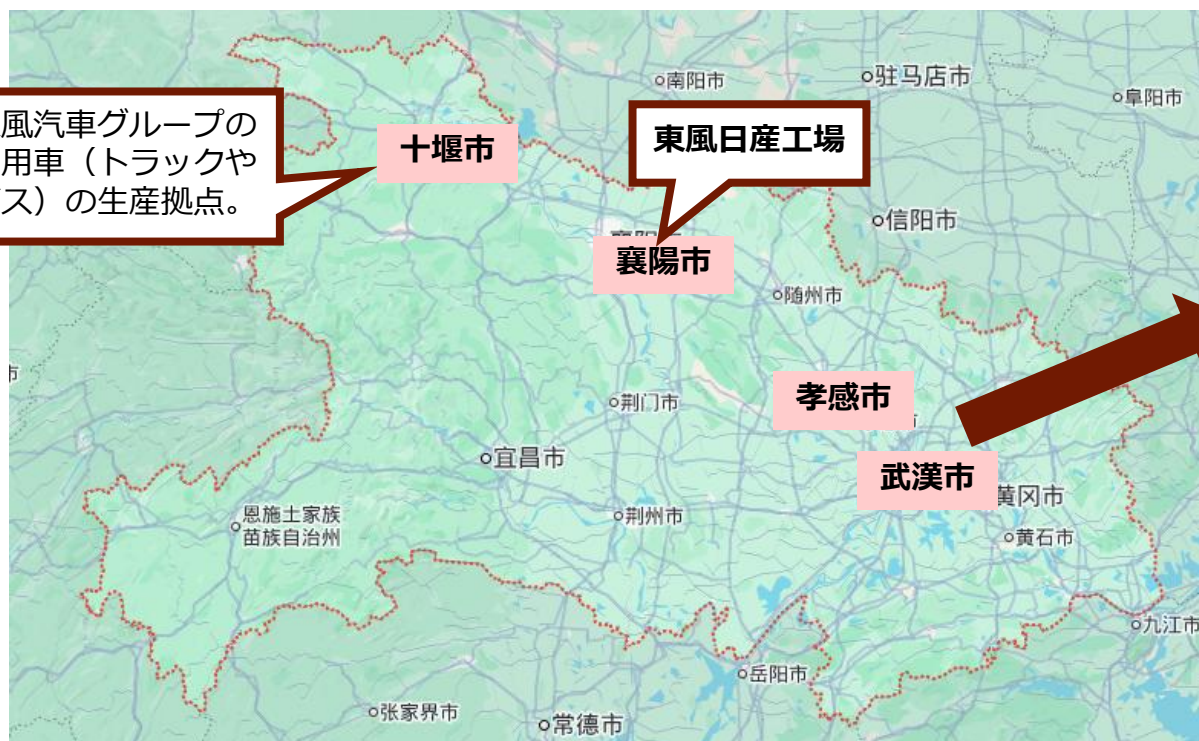 南阳市
驻马店市
阜阳市
風汽車グループの
用車（トラックや
ス）の生産拠点。
十堰市
東風日産工場
信阳市
襄陽市
随州市
市
荆门市
孝感市
宜昌市
武漢市
黄冈市
恩施土家族
苗族自治州
荆州市
黄石市
九江市
岳阳市
张家界市
常德市